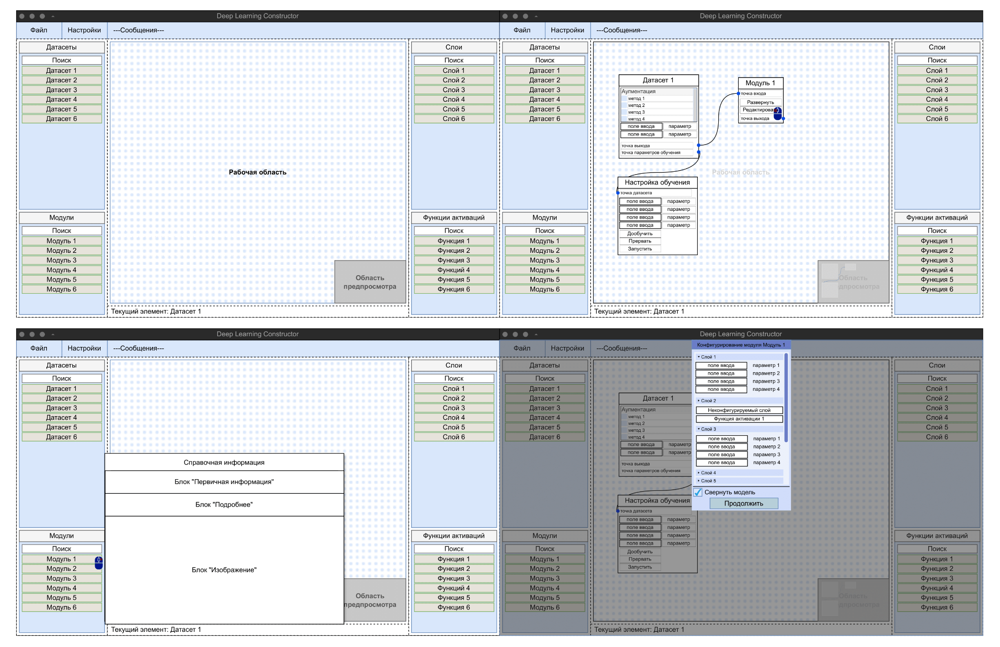 Deep Learning Constructor
Файл
Настройки
---Сообщения---
Датасеты
Поиск
Датасет 1
Датасет 2
Датасет 3
Датасет 4
Датасет 5
Датасет 6
Модули
Поиск
Модуль 1
Модуль 2
Модуль 3
Модуль 4
Модуль 5
Модуль 6
Рабочая область
Область
предпросмотра
Текущий элемент: Датасет 1
Слои
Поиск
Слой 1
Слой 2
Слой 3
Слой 4
Слой 5
Слой 6
Функции активаций
Поиск
Функция 1
Функция 2
Функция 3
Функций 4
Функция 5
Функция 6
Deep Learning Constructor
Файл
Настройки
---Сообщения---
Датасеты
Поиск
Датасет 1
Датасет 2
Датасет 3
Датасет 4
Датасет 5
Датасет 6
Модули
Поиск
Модуль 1
Модуль 2
Модуль 3
Модуль 4
Модуль 5
Модуль 6
Датасет 1
Аугментация
метод 1
метод 2
метод 3
метод 4
поле ввода параметр
поле ввода параметр
точка выхода
точка параметров обучения
Модуль 1
точка входа
Развернуть
Редактирова
точка выхода
Рабочая область
Настройка обучения
точка датасета
поле ввода параметр
поле ввода параметр
поле ввода параметр
поле ввода параметр
Дообучить
Прервать
Запустить
Область
дпросмотра
Текущий элемент: Датасет 1
Слои
Поиск
Слой 1
Слой 2
Слой 3
Слой 4
Слой 5
Слой 6
Функции активаций
Поиск
Функция 1
Функция 2
Функция 3
Функций 4
Функция 5
Функция 6
Deep Learning Constructor
Файл
Настройки
---Сообщения---
Датасеты
Поиск
Датасет 1
Датасет 2
Датасет 3
Датасет 4
Датасет 5
Датасет 6
Модули
Поиск
Модуль 1
Модуль 2
Модуль 3
Модуль 4
Модуль 5
Модуль 6
Справочная информация
Блок "Первичная информация"
Блок "Подробнее"
Блок "Изображение"
Область
предпросмотра
Текущий элемент: Датасет 1
Слои
Поиск
Слой 1
Слой 2
Слой 3
Слой 4
Слой 5
Слой 6
Функции активаций
Поиск
Функция 1
Функция 2
Функция 3
Функций 4
Функция 5
Функция 6
Deep Learning Constructor
Файл
Настройки
---Сообщения---
Датасеты
Поиск
Датасет 1
Датасет 2
Датасет 3
Датасет 4
Датасет 5
Датасет 6
Модули
Поиск
Модуль 1
Модуль 2
Модуль 3
Модуль 4
Модуль 5
Модуль 6
Датасет 1
Аугментация
метод 1
метод 2
метод 3
метод 4
поле ввода параметр
поле ввода параметр
точка выхода
точка параметров обучения
Настройка обучения
точка датасета
поле ввода параметр
поле ввода параметр
поле ввода параметр
поле ввода параметр
Дообучить
Прервать
Запустить
Конфигурирование модуля Модуль 1
Слой 1
поле ввода параметр 1
поле ввода параметр 2
поле ввода параметр 3
поле ввода параметр 4
Слой 2
Неконфигурируемый слой
Функция активации 1
Слой 3
поле ввода параметр 1
поле ввода параметр 2
поле ввода параметр 3
поле ввода параметр 4
Слой 4
Слой 5
Свернуть модель
Продолжить
Область
дпросмотра
Текущий элемент: Датасет 1
Слои
Поиск
Слой 1
Слой 2
Слой 3
Слой 4
Слой 5
Слой 6
Функции активаций
Поиск
Функция 1
Функция 2
Функция 3
Функций 4
Функция 5
Функция 6